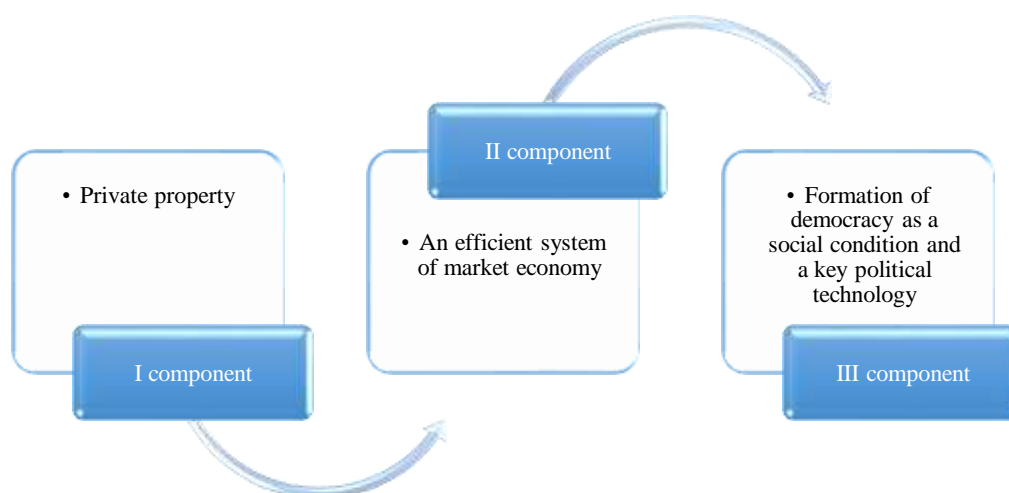 • Private property
I component
II component
• An efficient system
of market economy
• Formation of
democracy as a
social condition and
a key political
technology
III component